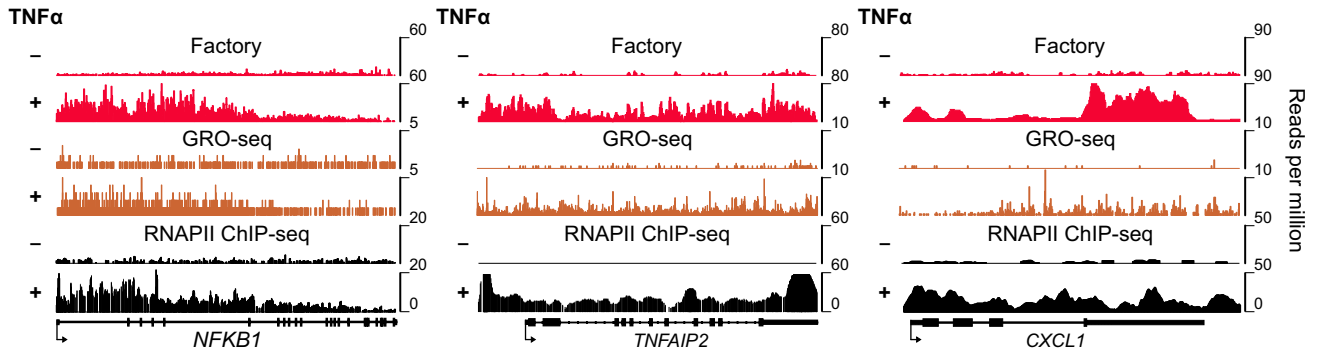 TNFα
60
Factory
−
60
+
5
GRO-seq
−
5
+
20
RNAPII ChIP-seq
−
20
+
0
NFKB1
TNFα
80
Factory
−
80
+
10
GRO-seq
10
60
RNAPII ChIP-seq
−
60
+
0
TNFAIP2
TNFα
90
Factory
−
90
+
10
GRO-seq
10
50
RNAPII ChIP-seq
−
50
+
0
CXCL1
Reads per million